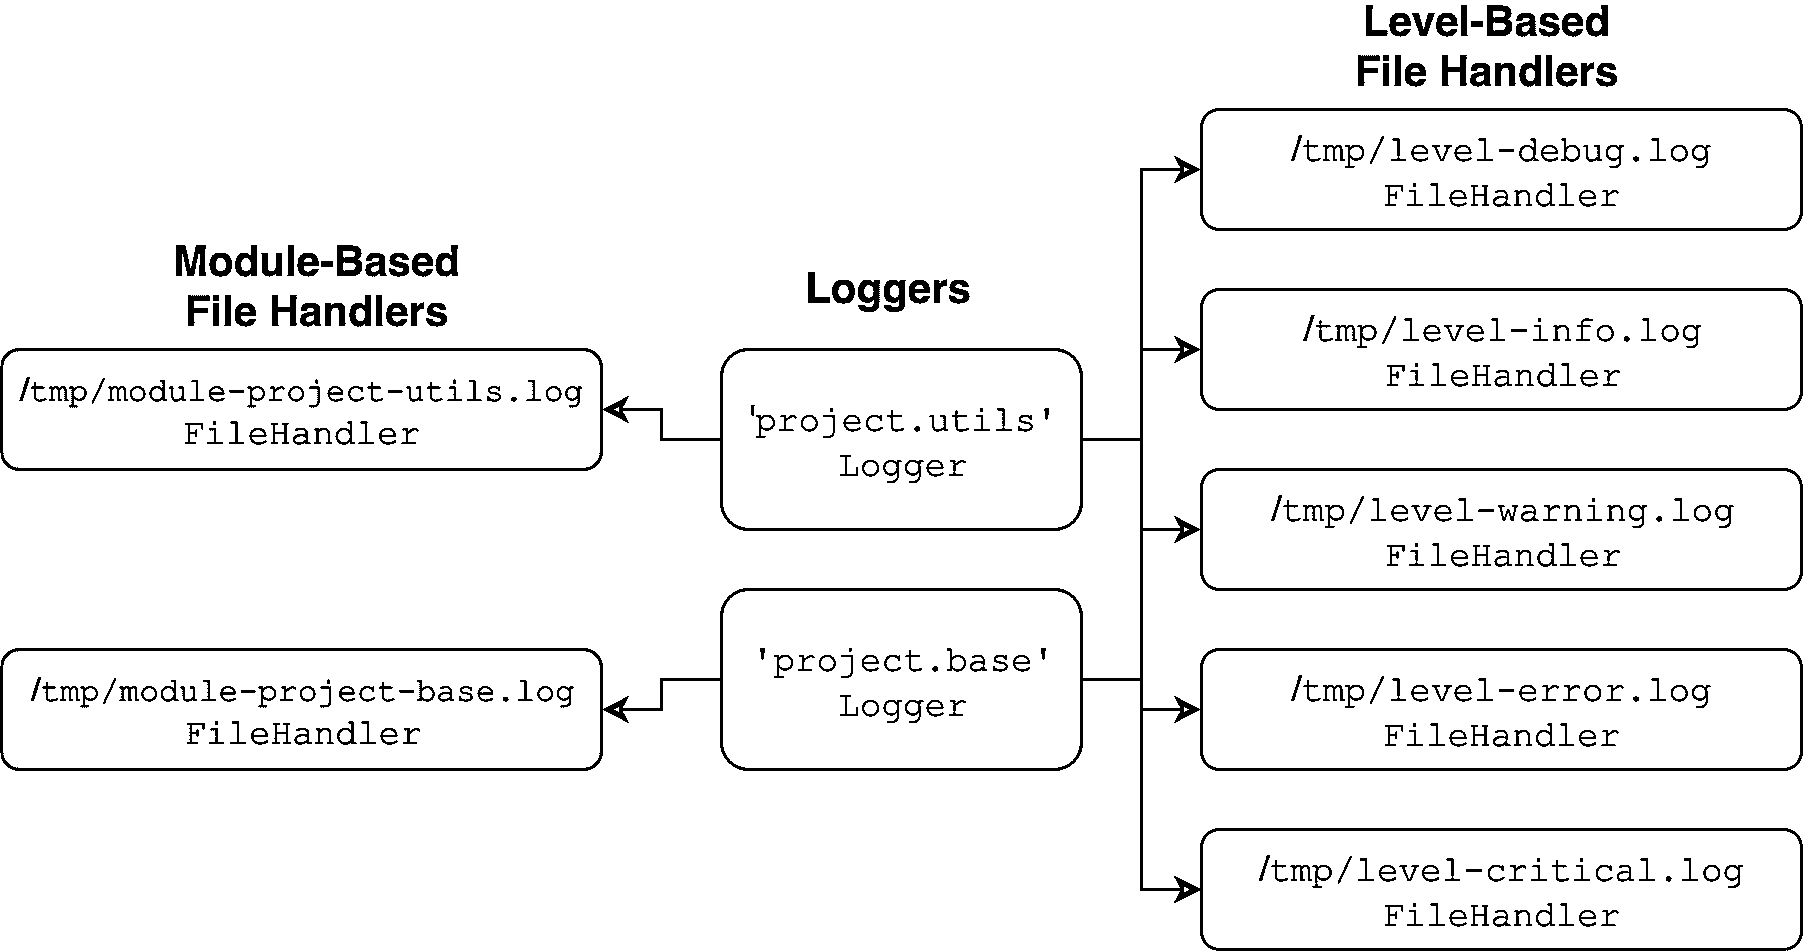 Level-Based
File Handlers
/tmp/level-debug.log
FileHandler
Module-Based
File Handlers
Loggers
/tmp/level-info.log
FileHandler
/tmp/module-project-utils.log
FileHandler
'project.utils'
Logger
/tmp/level-warning.log
FileHandler
/tmp/module-project-base.log
FileHandler
'project.base'
Logger
/tmp/level-error.log
FileHandler
/tmp/level-critical.log
FileHandler